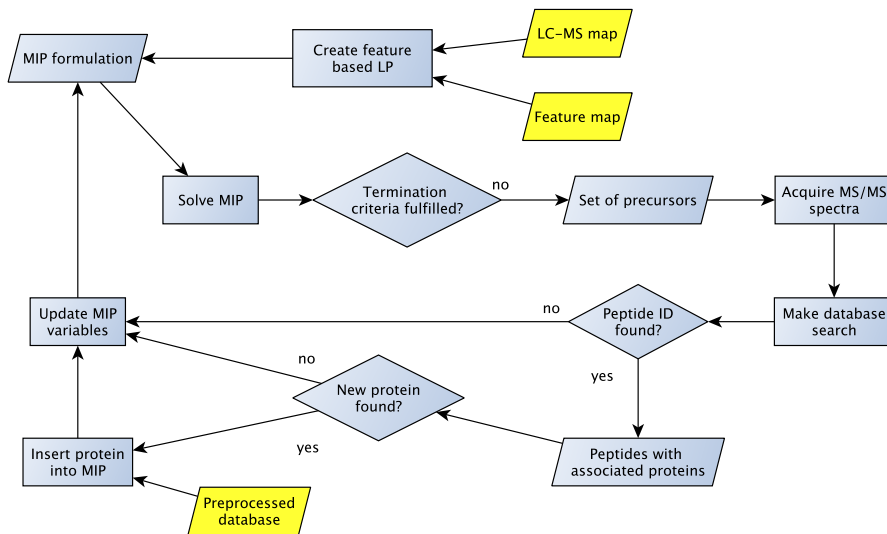 LC-MS map
MIP formulation
Create feature
based LP
Feature map
Solve MIP
Termination
criteria fulfilled?
no
Set of precursors
Acquire MS/MS
spectra
Update MIP
variables
no
Peptide ID
found?
Make database
search
yes
no
New protein
found?
yes
Insert protein
into MIP
Peptides with
associated proteins
Preprocessed
database